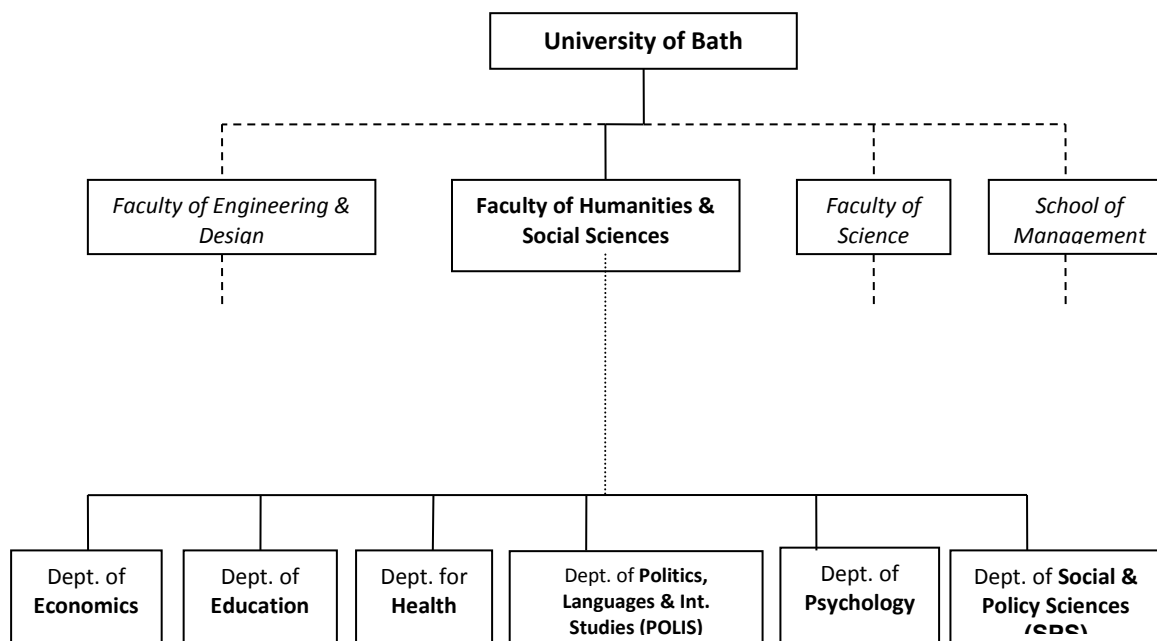 University of Bath
Faculty of Engineering &
Design
Faculty of Humanities &
Social Sciences
Faculty of
Science
School of
Management
Dept. of
Economics
Dept. of
Education
Dept. for
Health
Dept. of Politics,
Languages & Int.
Studies (POLIS)
Dept. of
Psychology
Dept. of Social &
Policy Sciences
(SPS)